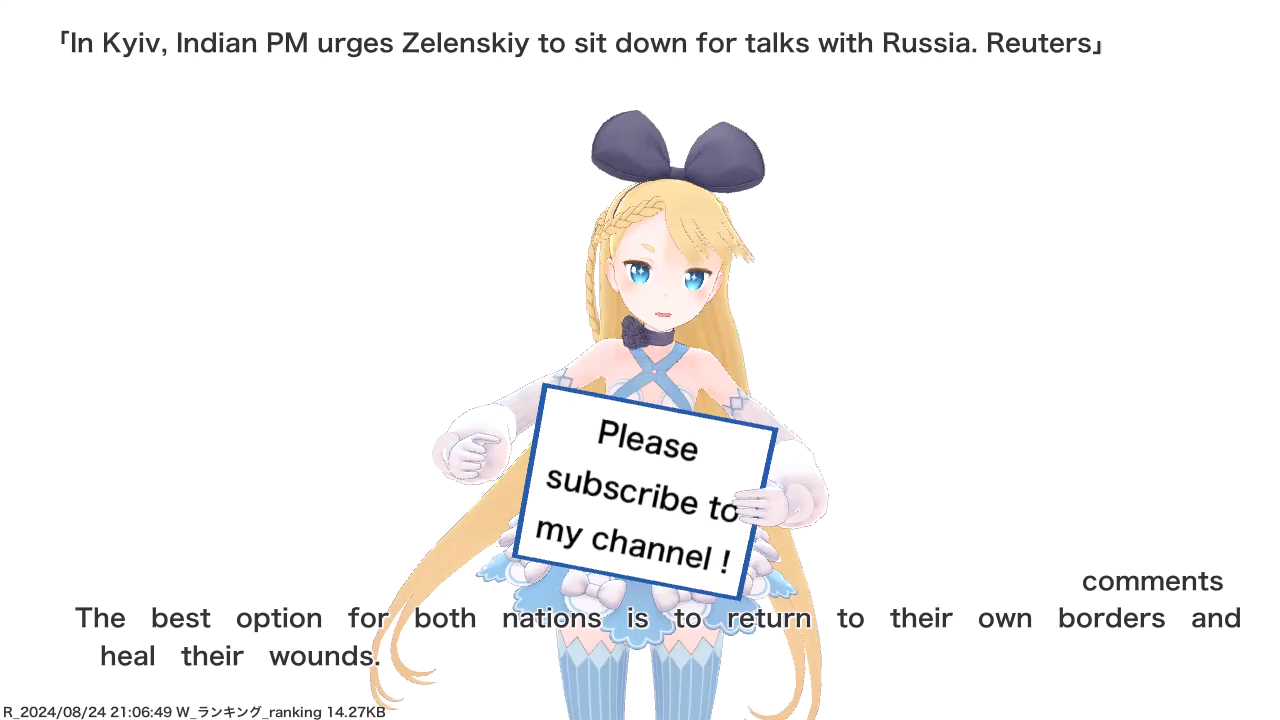 「In Kyiv, Indian PM urges Zelenskiy to sit down for talks with Russia. Reuters」
Please
subscribe to
my channel !
comments
The best option for both nations is to return to their own borders and
heal their wounds.
R_2024/08/24 21:06:49 W_ランキング_ranking 14.27KB